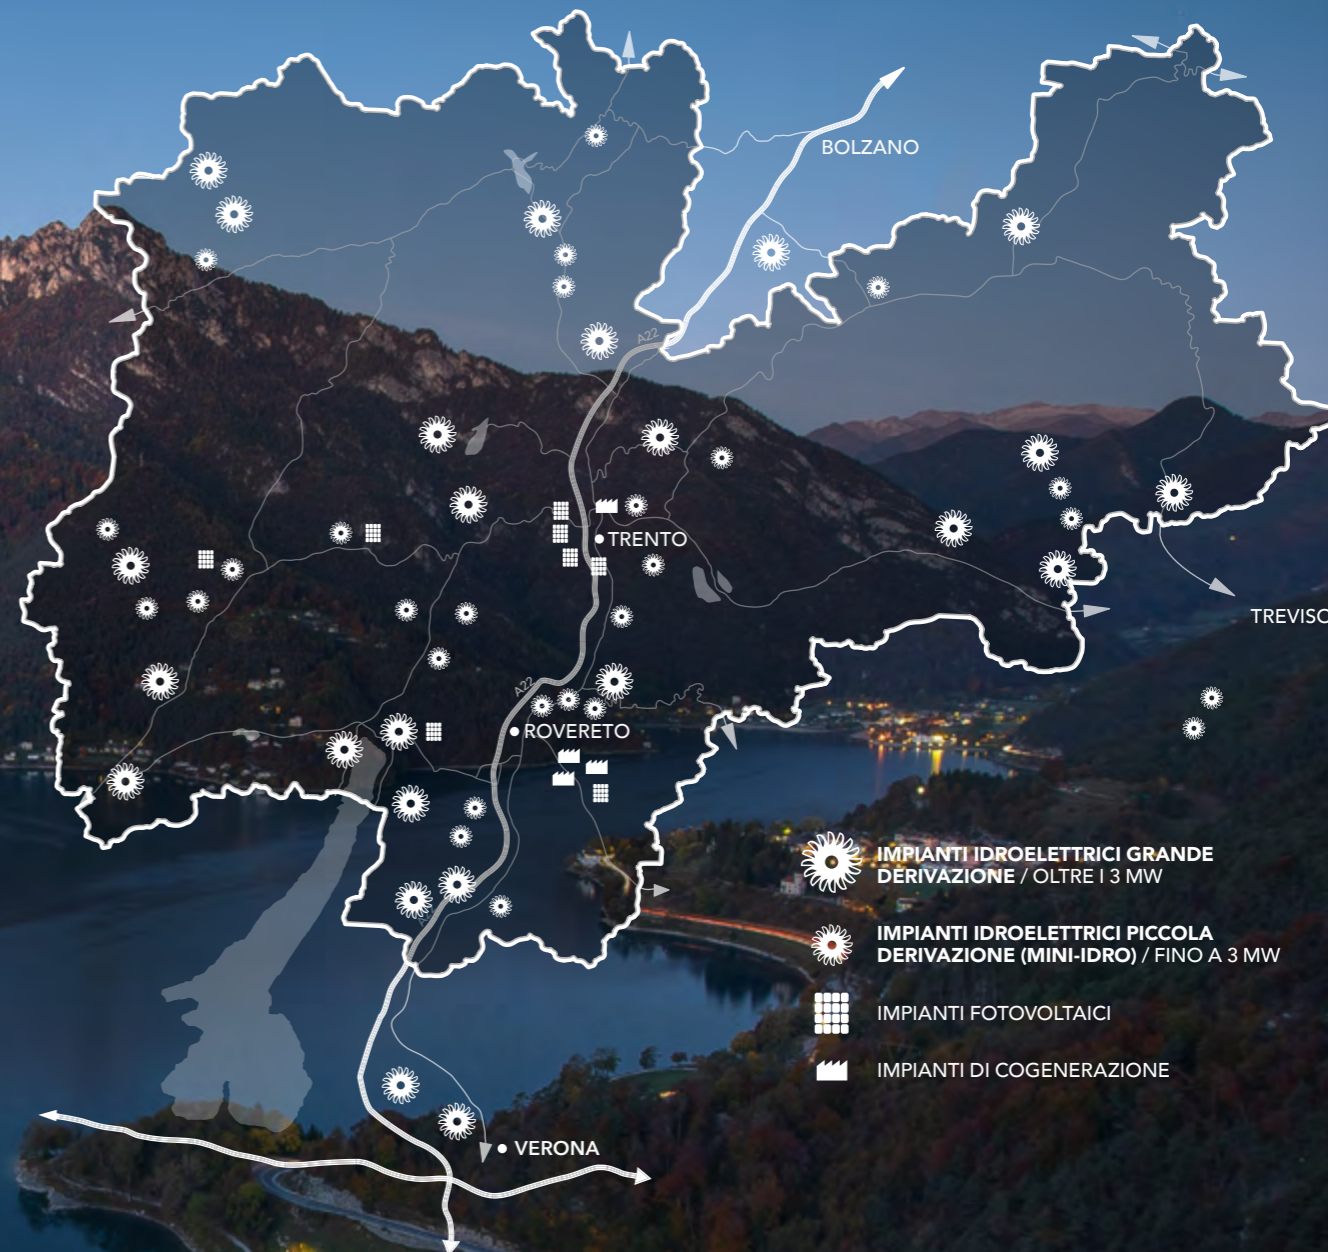 BOLZANO
A22
TRENTO
TREVISO
A22
ROVERETO
IMPIANTI IDROELETTRICI GRANDE
DERIVAZIONE / OLTRE I 3 MW
IMPIANTI IDROELETTRICI PICCOLA
DERIVAZIONE (MINI-IDRO) / FINO A 3 MW
IMPIANTI FOTOVOLTAICI
IMPIANTI DI COGENERAZIONE
VERONA